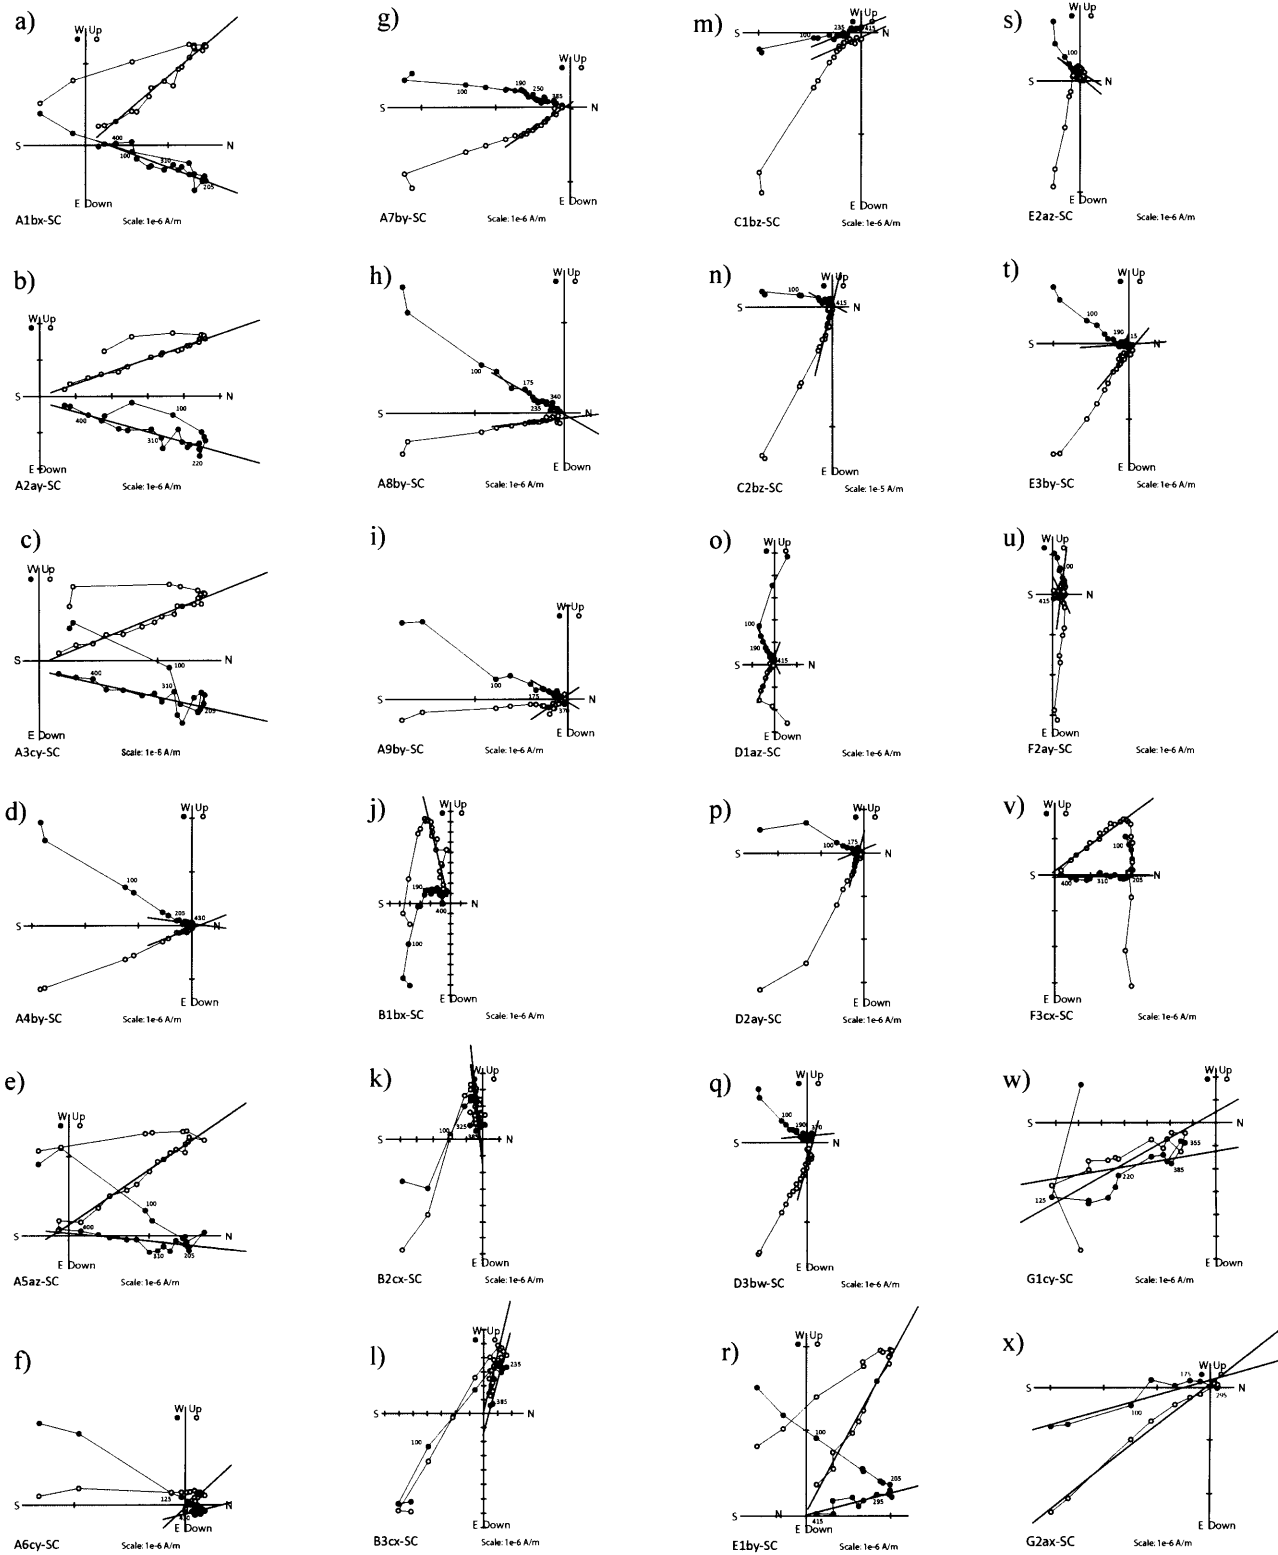 a)
W Up
S
N
400
100
310
205
E Down
A1bx-SC
Scale: 1e-6 A/m
g)
W Up
190
250
385
100
N
S
E Down
A7by-SC
Scale: 1e-6 A/m
m)
W Up
S
100
235
415
N
E Down
C1bz-SC
Scale: 1e-6 A/m
s)
W Up
100
S
N
E Down
E2az-SC
Scale: 1e-6 A/m
b)
W Up
S
N
100
400
310
220
E Down
A2ay-SC
Scale: 1e-6 A/m
h)
W Up
100
175
340
235
S
N
E Down
A8by-SC
Scale: 1e-6 A/m
n)
W Up
100
415
S
N
E Down
C2bz-SC
Scale: 1e-5 A/m
t)
W Up
100
190
S
N
E Down
E3by-SC
Scale: 1e-6 A/m
c)
W Up
S
N
100
400
310
205
E Down
A3cy-SC
Scale: 1e-6 A/m
i)
W Up
100
175
370
S
N
E Down
A9by-SC
Scale: 1e-6 A/m
o)
W Up
100
190
415
S
N
E Down
D1az-SC
Scale: 1e-6 A/m
u)
W Up
100
S
N
415
E Down
F2ay-SC
Scale: 1e-6 A/m
d)
W Up
100
205
430
S
N
E Down
A4by-SC
Scale: 1e-6 A/m
j)
W Up
190
S
N
400
100
E Down
B1bx-SC
Scale: 1e-6 A/m
p)
W Up
100
175
S
N
E Down
D2ay-SC
Scale: 1e-6 A/m
v)
W Up
100
S
N
400
310
205
E Down
F3cx-SC
Scale: 1e-6 A/m
e)
W Up
100
400
S
N
310
205
E Down
A5az-SC
Scale: 1e-6 A/m
k)
W Up
100
325
S
N
E Down
B2cx-SC
Scale: 1e-6 A/m
q)
W Up
100
190
370
S
N
E Down
D3bw-SC
Scale: 1e-6 A/m
w)
W Up
S
N
355
385
220
125
E Down
G1cy-SC
Scale: 1e-6 A/m
f)
W Up
125
S
N
E Down
A6cy-SC
Scale: 1e-6 A/m
l)
W Up
235
385
S
N
100
E Down
B3cx-SC
Scale: 1e-6 A/m
r)
W Up
100
205
295
S
N
415
E Down
E1by-SC
Scale: 1e-6 A/m
x)
W Up
175
S
N
295
100
E Down
G2ax-SC
Scale: 1e-6 A/m